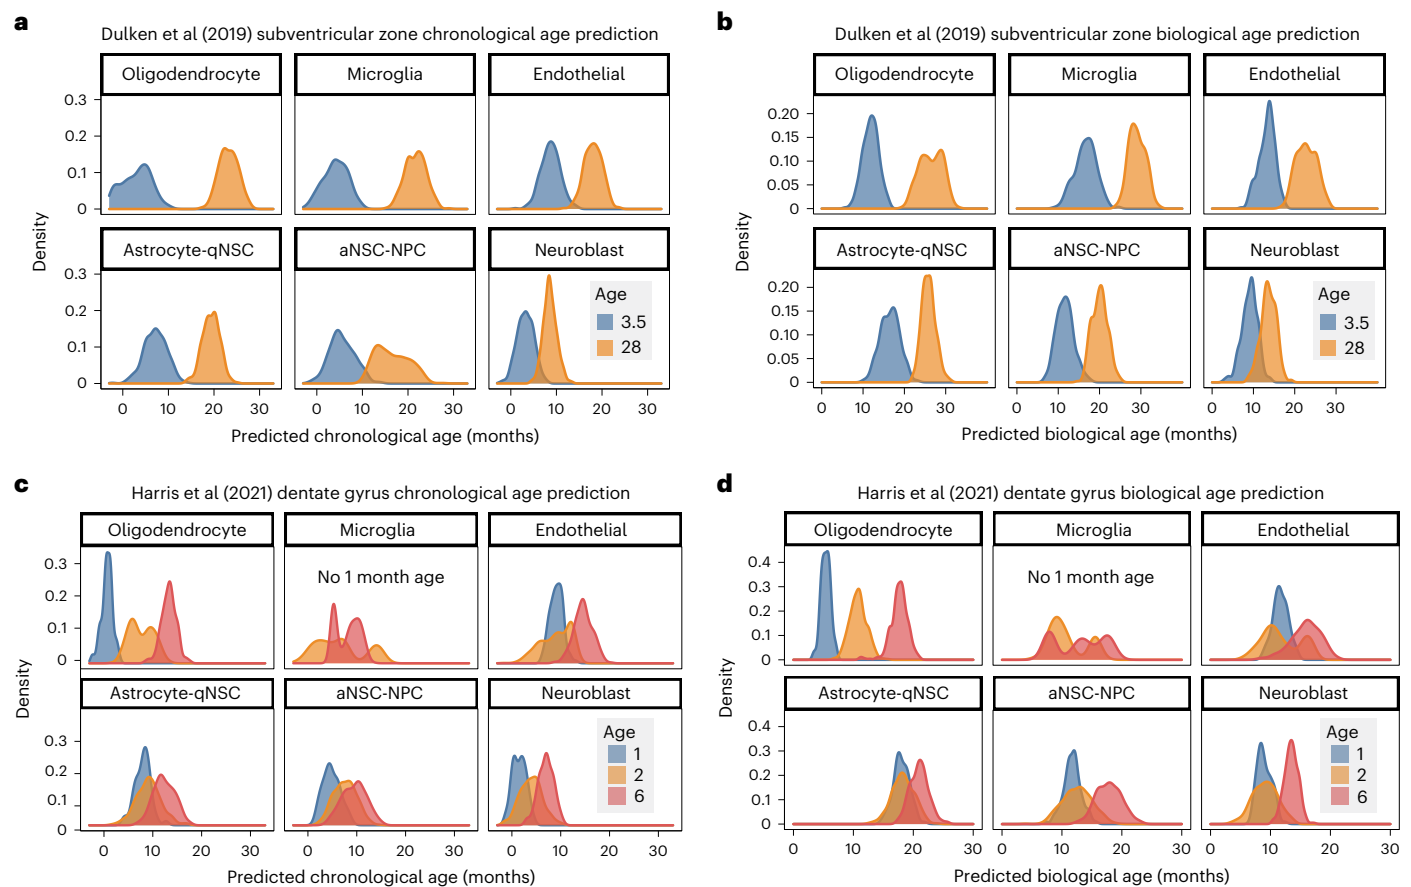 a
Dulken et al (2019) subventricular zone chronological age prediction
Oligodendrocyte Microglia Endothelial
0.3
0.2
0.1
0
Density
Astrocyte-qNSC aNSC-NPC Neuroblast
0.3
0.2
0.1
0
Age
3.5
28
0 10 20 30 0 10 20 30 0 10 20 30
Predicted chronological age (months)
b
Dulken et al (2019) subventricular zone biological age prediction
Oligodendrocyte Microglia Endothelial
0.20
0.15
0.10
0.05
0
Density
Astrocyte-qNSC aNSC-NPC Neuroblast
0.20
0.15
0.10
0.05
0
Age
3.5
28
0 10 20 30 0 10 20 30 0 10 20 30
Predicted biological age (months)
c
Harris et al (2021) dentate gyrus chronological age prediction
Oligodendrocyte Microglia Endothelial
0.3
0.2
0.1
0
No 1 month age
Density
Astrocyte-qNSC aNSC-NPC Neuroblast
0.3
0.2
0.1
0
Age
1
2
6
0 10 20 30 0 10 20 30 0 10 20 30
Predicted chronological age (months)
d
Harris et al (2021) dentate gyrus biological age prediction
Oligodendrocyte Microglia Endothelial
0.4
0.3
0.2
0.1
0
No 1 month age
Density
Astrocyte-qNSC aNSC-NPC Neuroblast
0.4
0.3
0.2
0.1
0
Age
1
2
6
0 10 20 30 0 10 20 30 0 10 20 30
Predicted biological age (months)